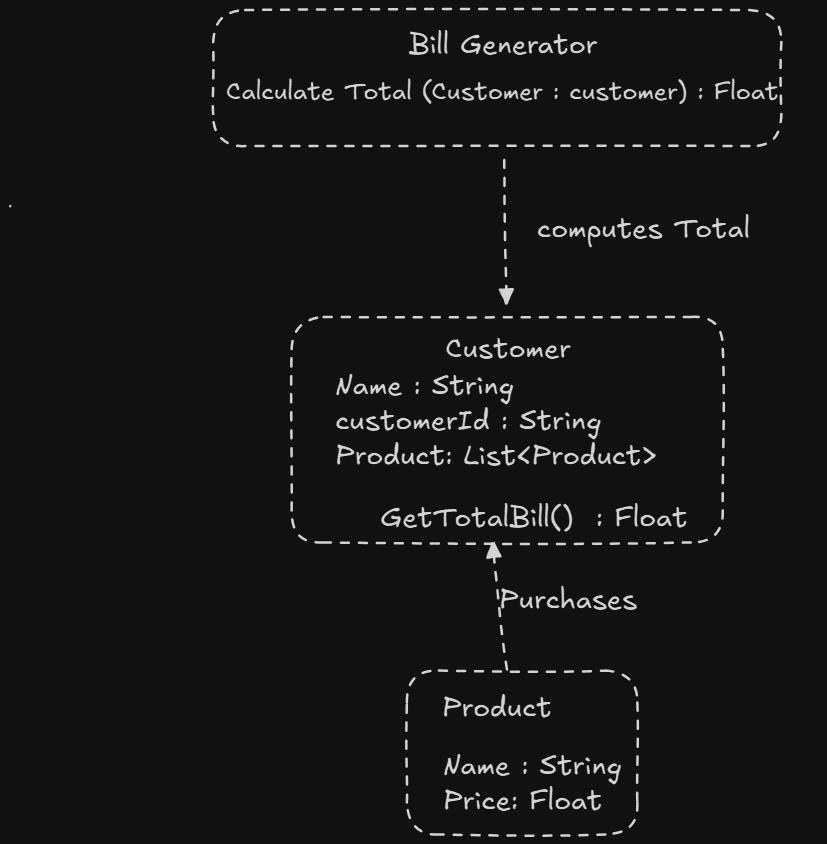 Bill Generator
Calculate Total (Customer : customer) : Float
computes Total
Customer
Name : String
customerId : String
Product: List<Product>
GetTotalBill() : Float
Purchases
Product
Name : String
Price: Float